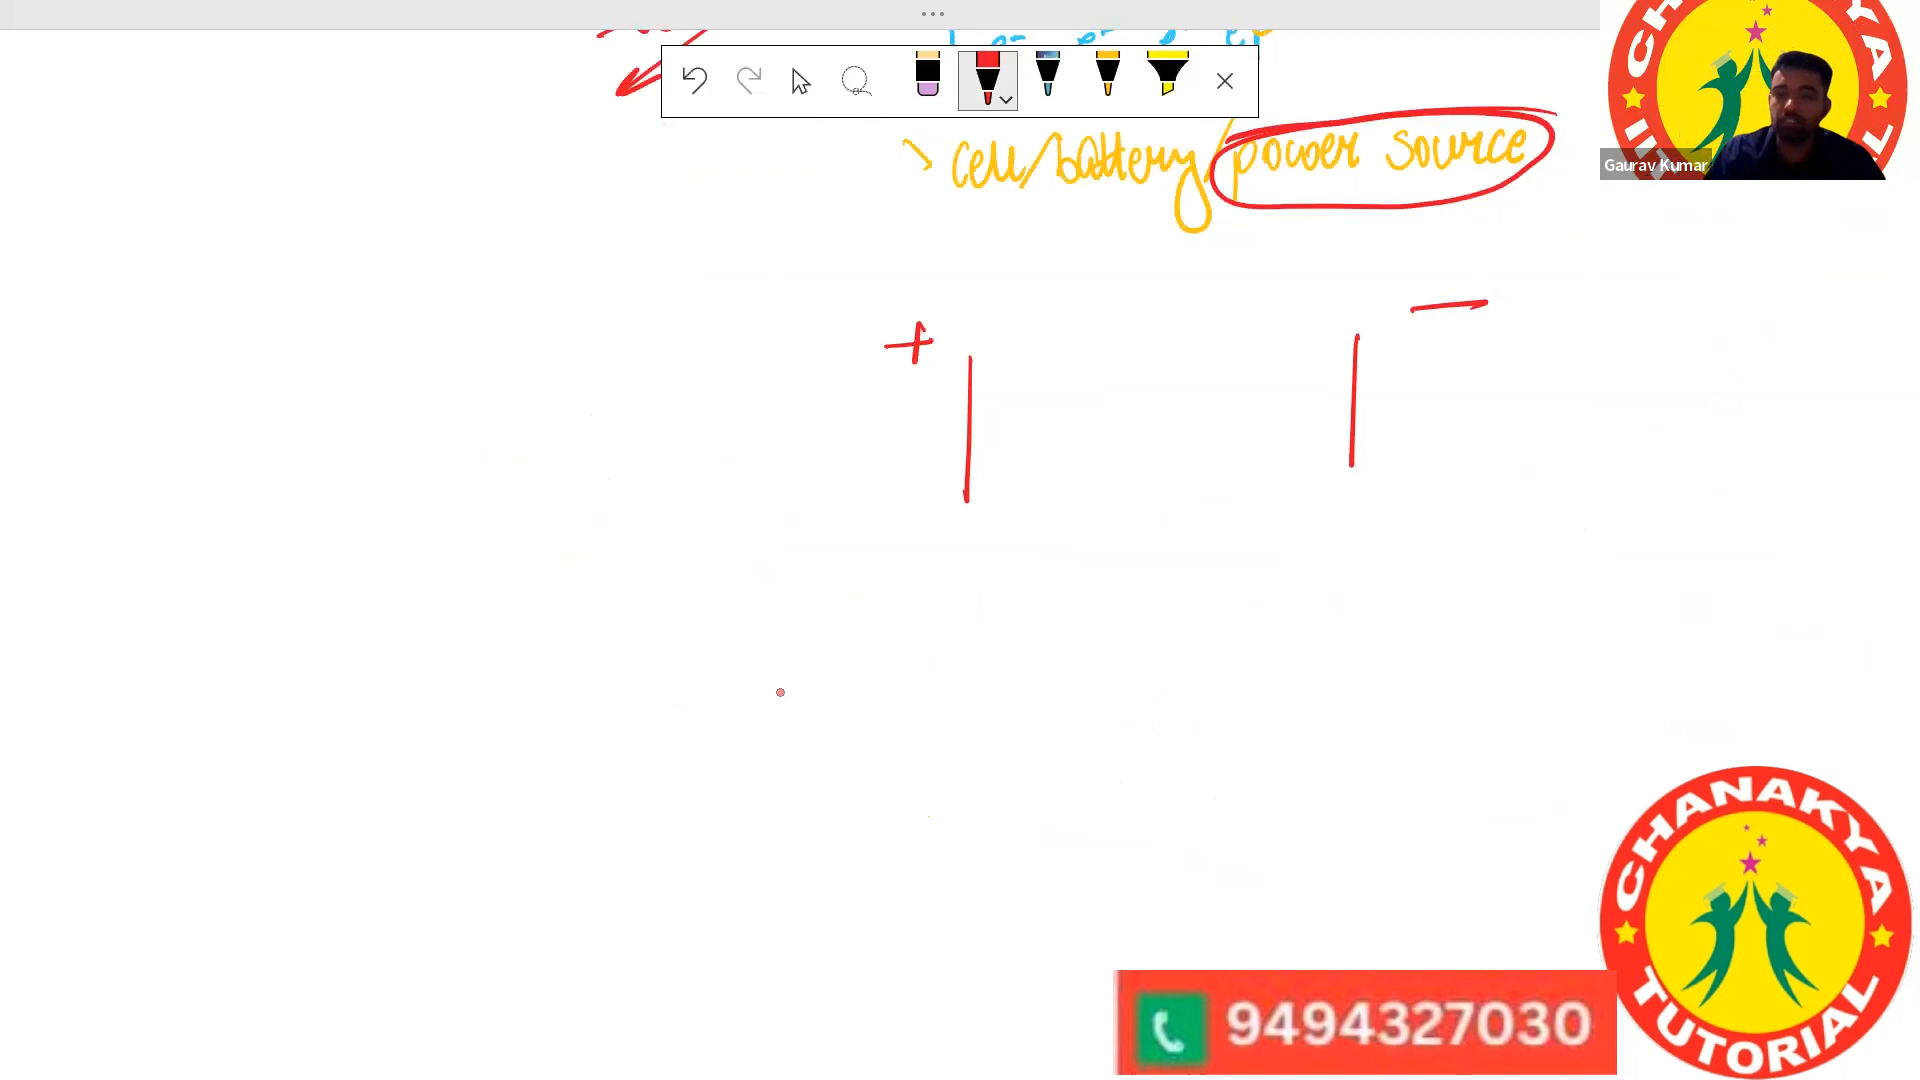 e⁻ e⁻
cell/battery/power source
+ —
Gaurav Kumar
CHANAKYA
TUTORIAL
9494327030